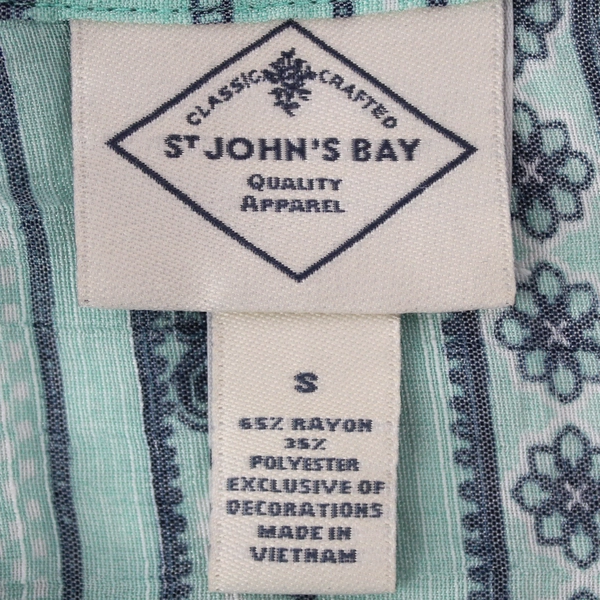 CLASSIC CRAFTED
ST JOHN'S BAY
QUALITY
APPAREL
S
65% RAYON
35%
POLYESTER
EXCLUSIVE OF
DECORATIONS
MADE IN
VIETNAM